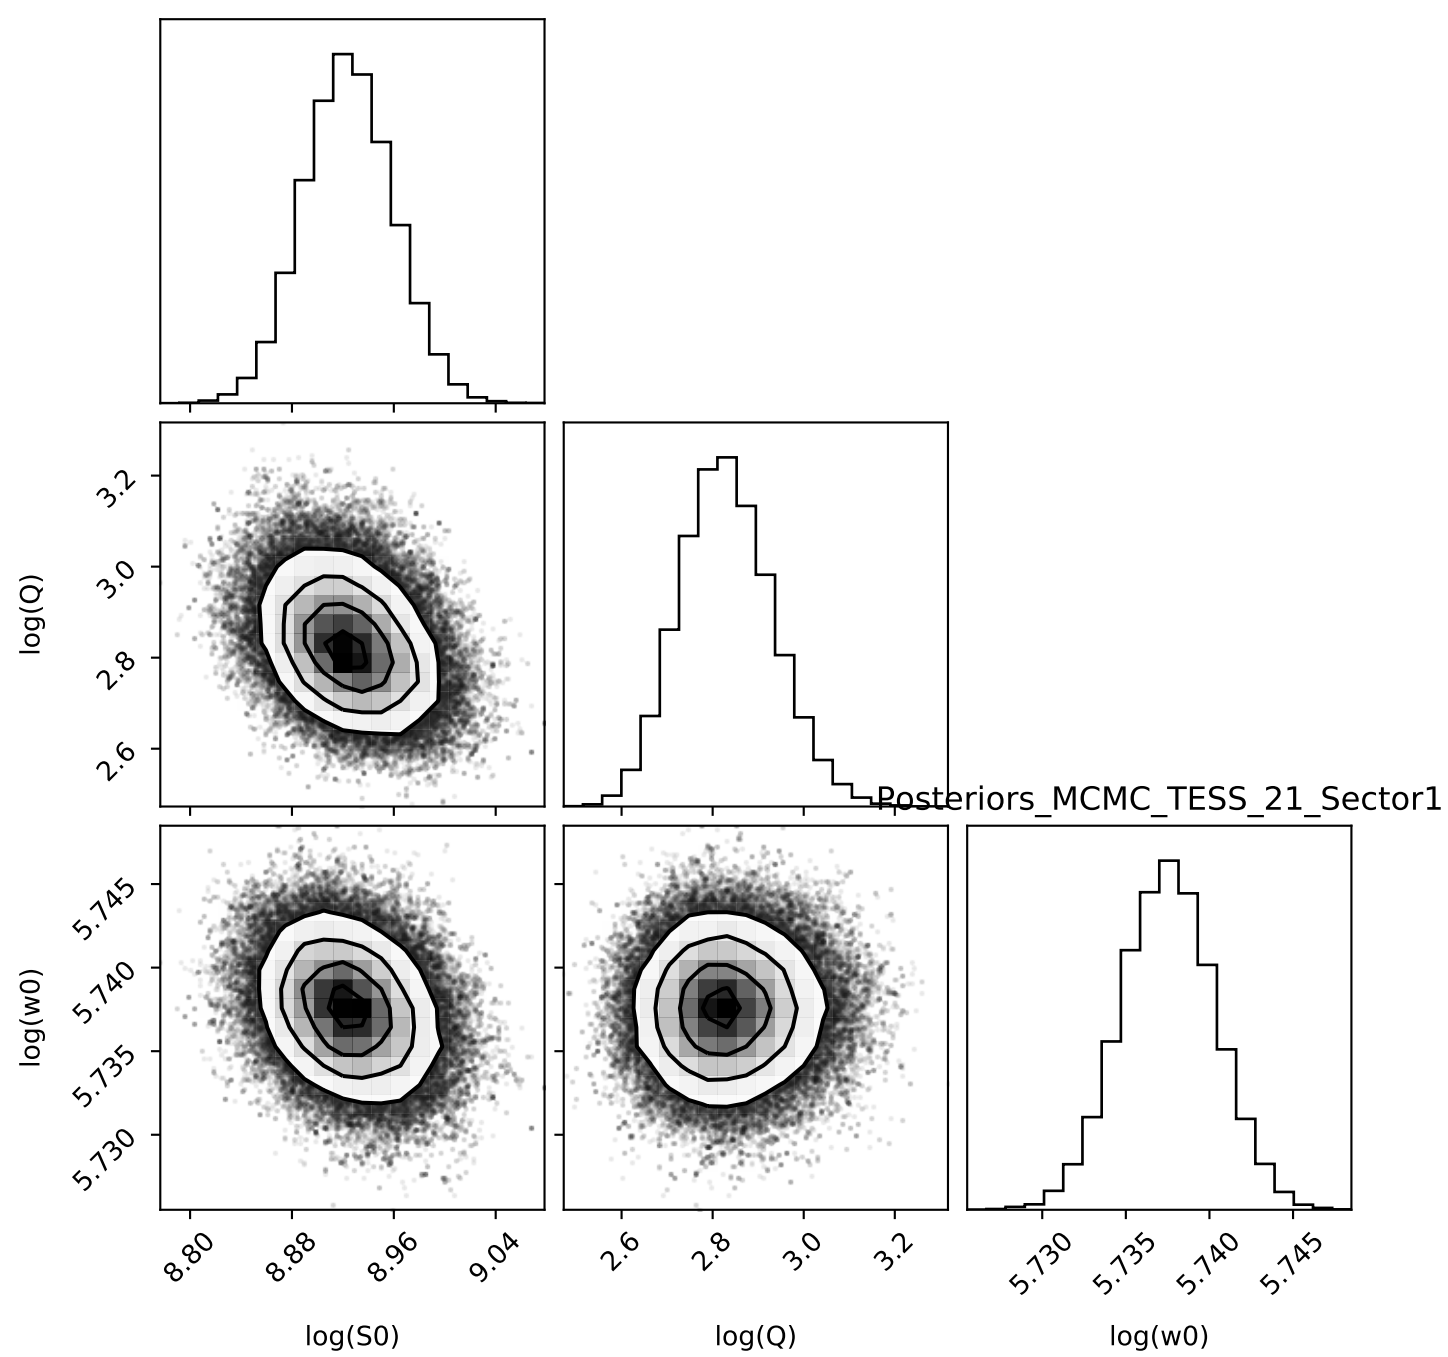 3.2
3.0
2.8
2.6
log(Q)
Posteriors_MCMC_TESS_21_Sector1
5.745
5.740
5.735
5.730
log(w0)
8.80 8.88 8.96 9.04 2.6 2.8 3.0 3.2 5.730 5.735 5.740 5.745
log(S0) log(Q) log(w0)